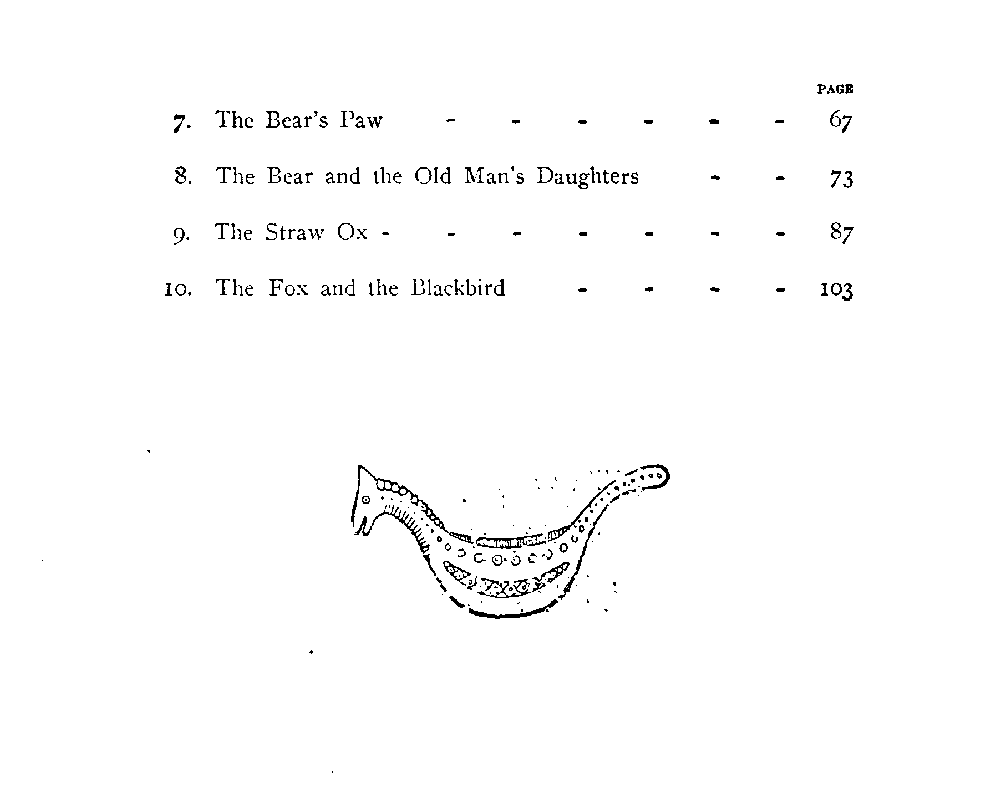 PAGE
7. The Bear's Paw - - - - - - 67
8. The Bear and the Old Man's Daughters - - 73
9. The Straw Ox - - - - - - - 87
10. The Fox and the Blackbird - - - - 103